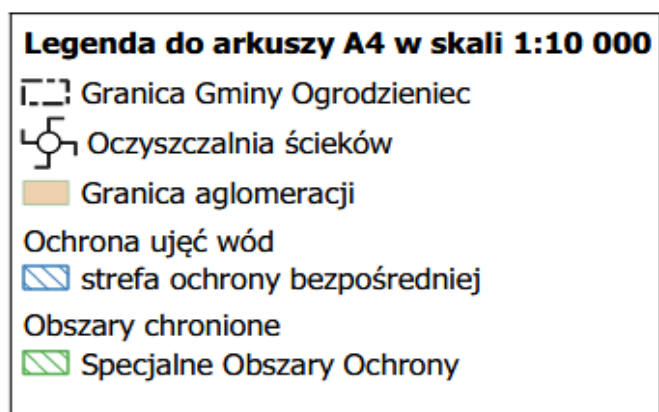 Legenda do arkuszy A4 w skali 1:10 000
Granica Gminy Ogrodzieniec
Oczyszczalnia ścieków
Granica aglomeracji
Ochrona ujęć wód
strefa ochrony bezpośredniej
Obszary chronione
Specjalne Obszary Ochrony